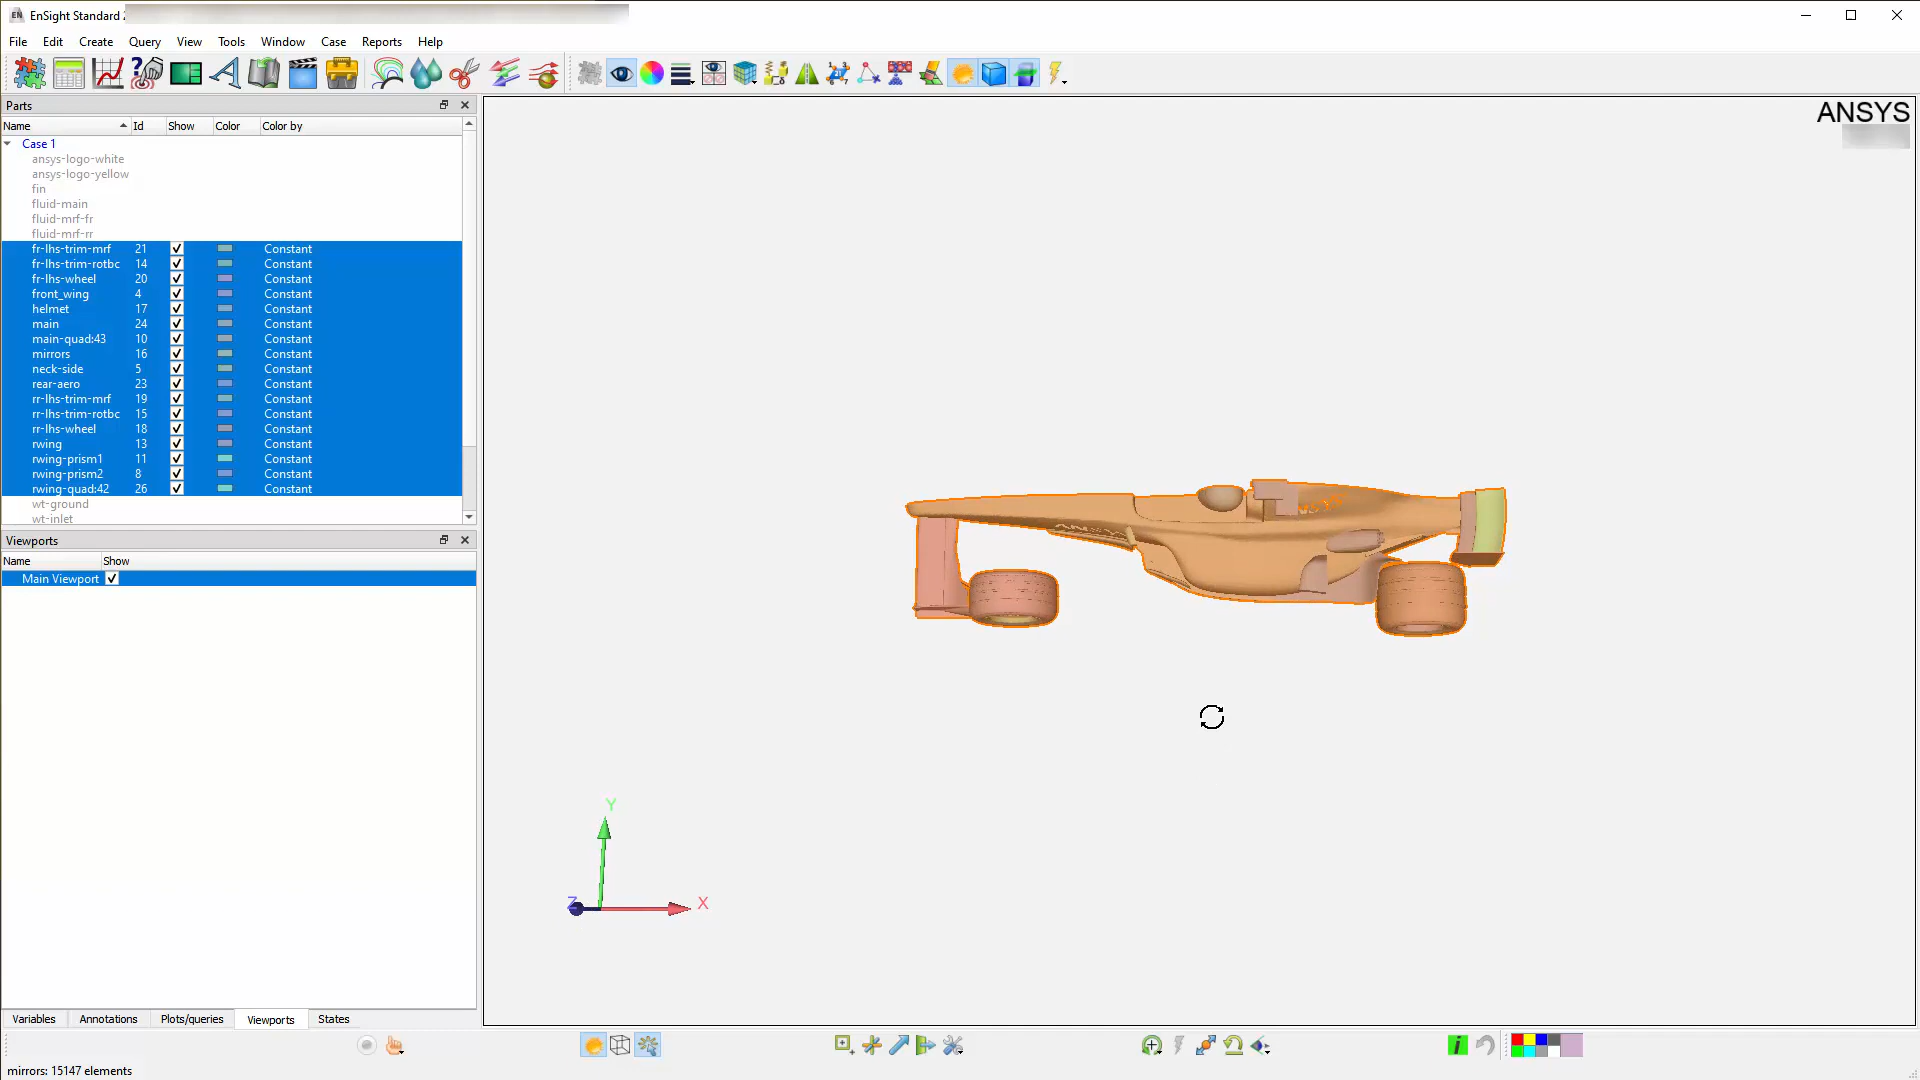 EN EnSight Standard 2
File Edit Create Query View Tools Window Case Reports Help
Parts
Name Id Show Color Color by
Case 1
ansys-logo-white
ansys-logo-yellow
fin
fluid-main
fluid-mrf-fr
fluid-mrf-rr
fr-lhs-trim-mrf 21 Constant
fr-lhs-trim-rotbc 14 Constant
fr-lhs-wheel 20 Constant
front_wing 4 Constant
helmet 17 Constant
main 24 Constant
main-quad:43 10 Constant
mirrors 16 Constant
neck-side 5 Constant
rear-aero 23 Constant
rr-lhs-trim-mrf 19 Constant
rr-lhs-trim-rotbc 15 Constant
rr-lhs-wheel 18 Constant
rwing 13 Constant
rwing-prism1 11 Constant
rwing-prism2 8 Constant
rwing-quad:42 26 Constant
wt-ground
wt-inlet
Viewports
Name Show
Main Viewport
ANSYS
ANSYS
Y
Z
X
Variables Annotations Plots/queries Viewports States
mirrors: 15147 elements